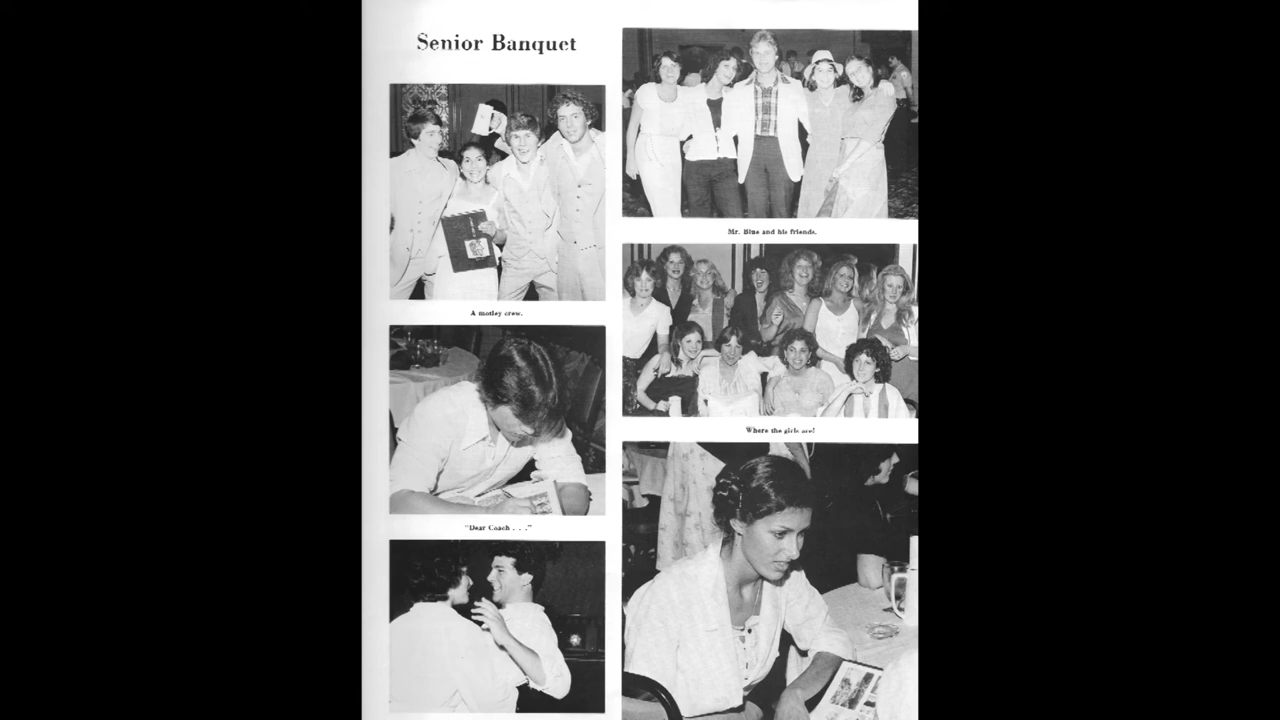 Senior Banquet
A motley crew.
"Dear Coach . . ."
Mr. Blue and his friends.
Where the girls are!